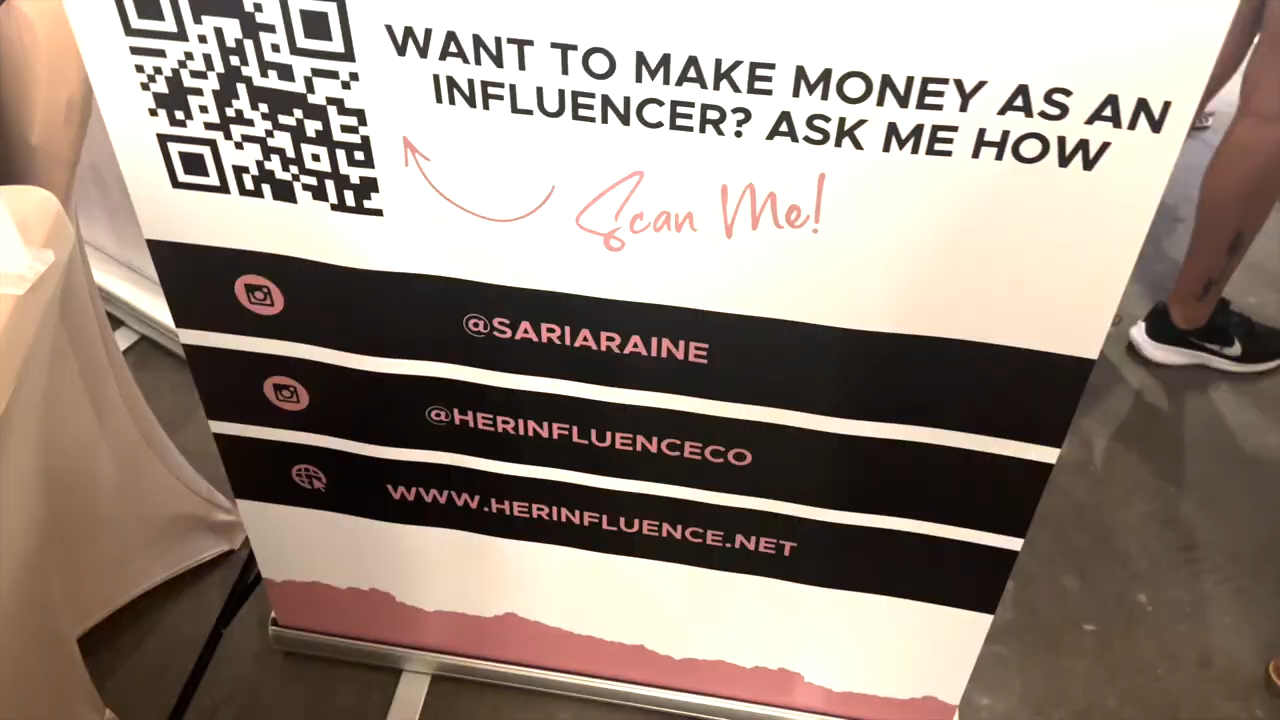 WANT TO MAKE MONEY AS AN
INFLUENCER? ASK ME HOW
Scan Me!
@SARIARAINE
@HERINFLUENCECO
WWW.HERINFLUENCE.NET